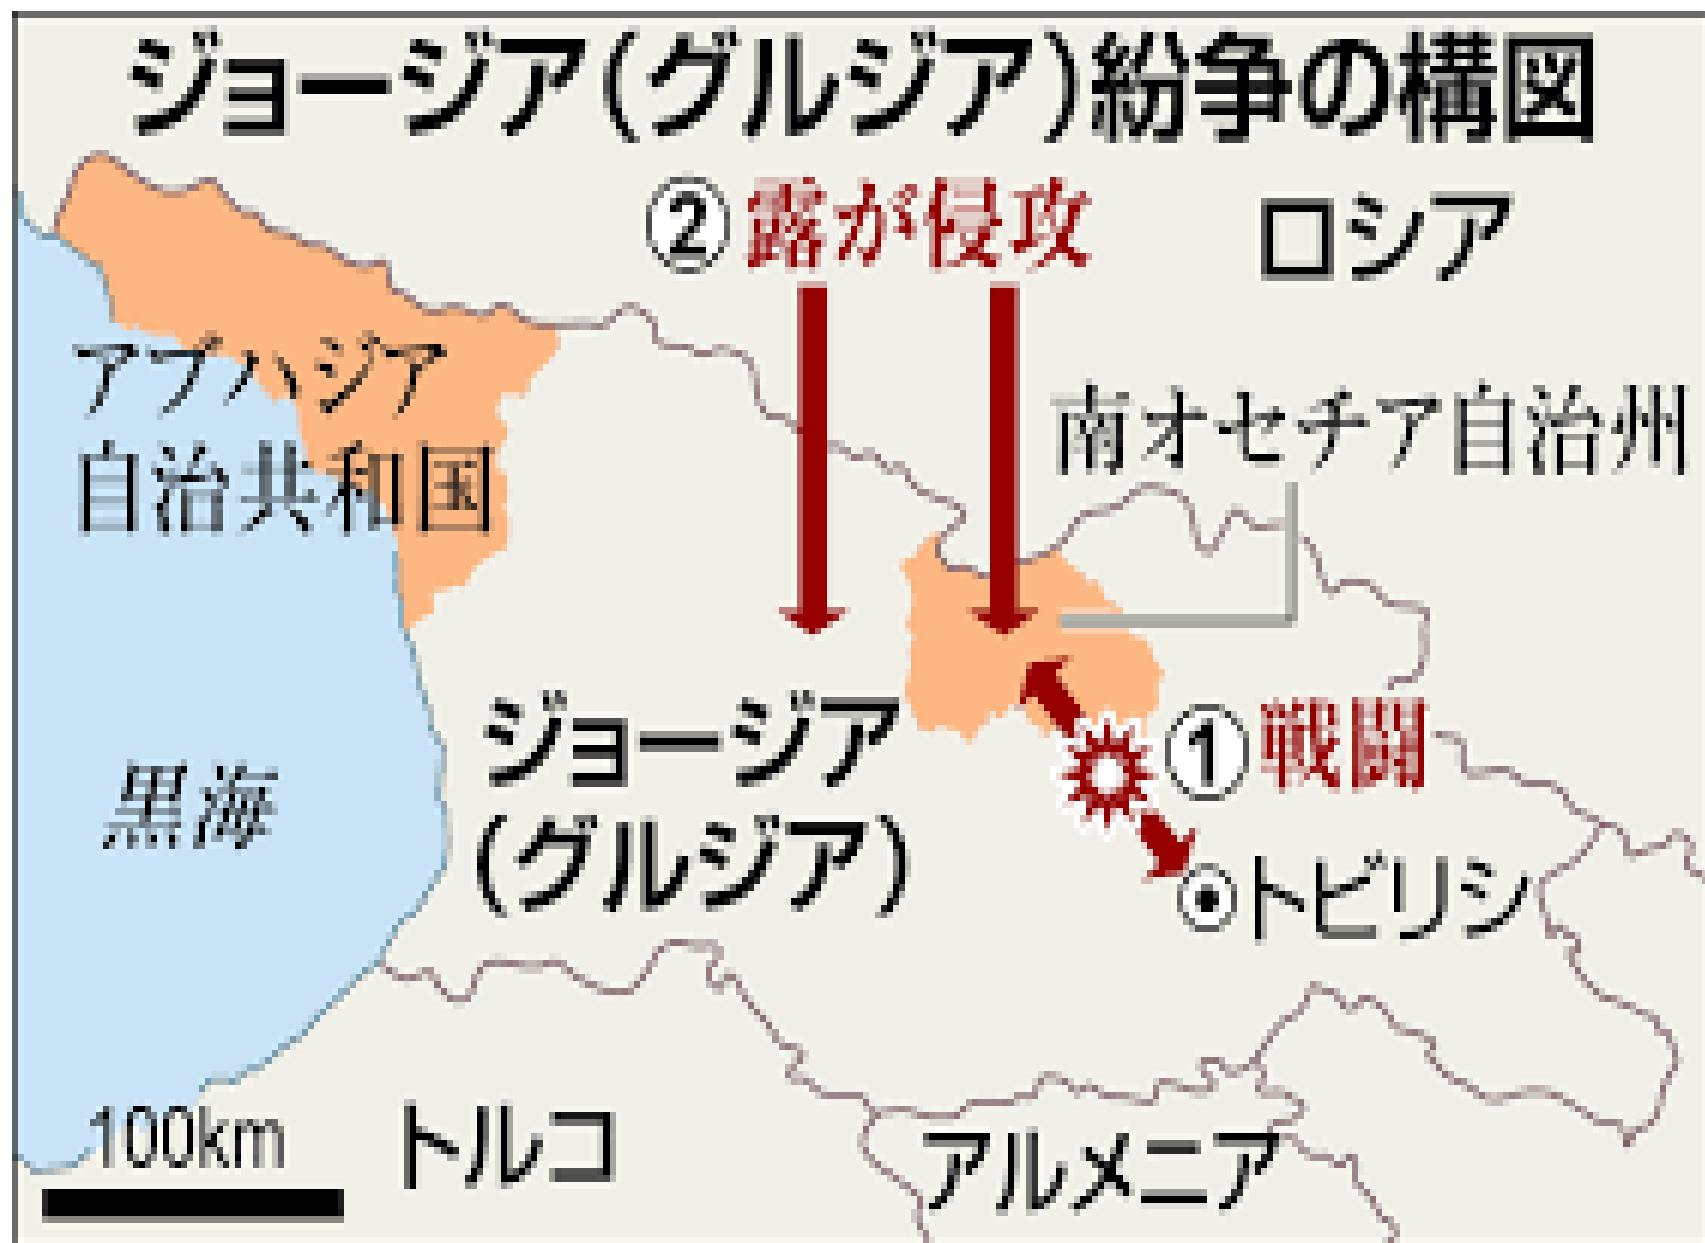 ジョージア(グルジア)紛争の構図
②露が侵攻
ロシア
アブハジア
自治共和国
南オセチア自治州
ジョージア
(グルジア)
①戦闘
黒海
トビリシ
100km
トルコ
アルメニア